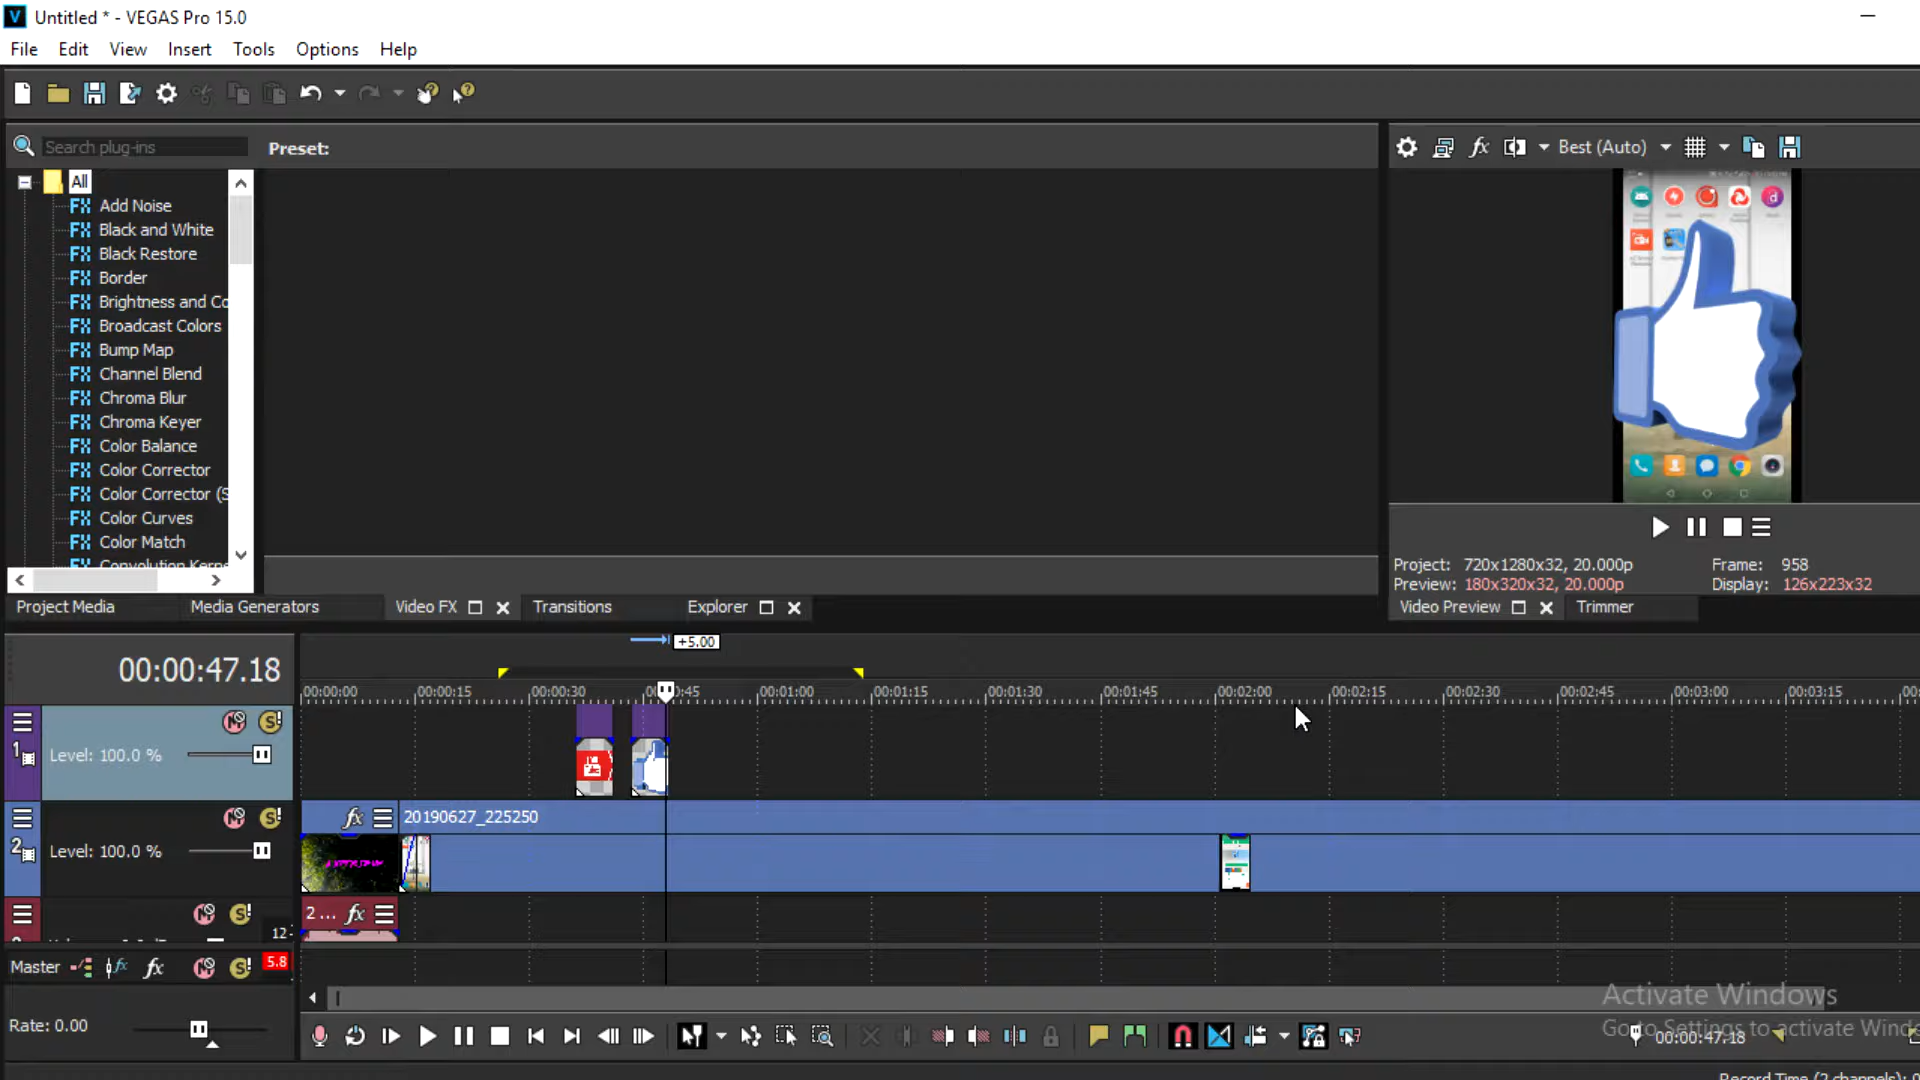 Untitled * - VEGAS Pro 15.0
File Edit View Insert Tools Options Help
Search plug-ins
Preset:
Best (Auto)
All
FX Add Noise
FX Black and White
FX Black Restore
FX Border
FX Brightness and Co
FX Broadcast Colors
FX Bump Map
FX Channel Blend
FX Chroma Blur
FX Chroma Keyer
FX Color Balance
FX Color Corrector
FX Color Corrector (S
FX Color Curves
FX Color Match
FX Convolution Kerne
Project: 720x1280x32, 20.000p Frame: 958
Preview: 180x320x32, 20.000p Display: 126x223x32
Project Media Media Generators Video FX Transitions Explorer
Video Preview Trimmer
+5.00
00:00:47.18
00:00:00 00:00:15 00:00:30 00:00:45 00:01:00 00:01:15 00:01:30 00:01:45 00:02:00 00:02:15 00:02:30 00:02:45 00:03:00 00:03:15
1
Level: 100.0 %
fx 20190627_225250
2
Level: 100.0 %
2 ... fx
12
Master fx fx 5.8
Rate: 0.00
Activate Windows
Go to Settings to activate Windo
00:00:47.18
Record Time (2 channels):